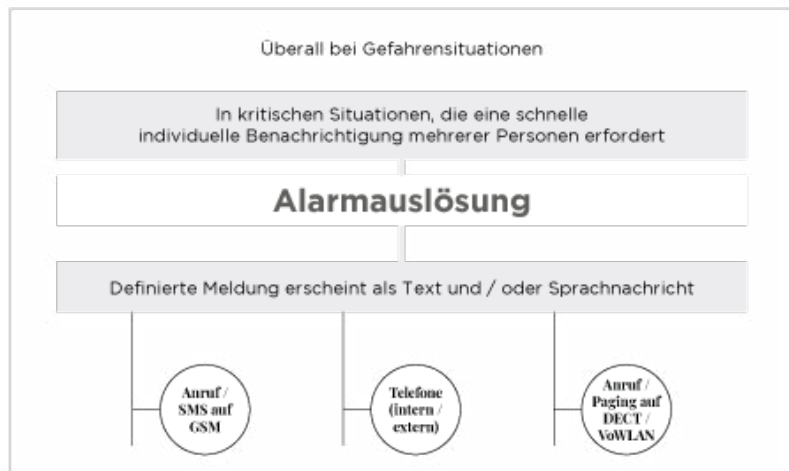 Überall bei Gefahrensituationen
In kritischen Situationen, die eine schnelle
individuelle Benachrichtigung mehrerer Personen erfordert
Alarmauslösung
Definierte Meldung erscheint als Text und / oder Sprachnachricht
Anruf /
SMS auf
GSM
Telefone
(intern /
extern)
Anruf /
Paging auf
DECT /
VoWLAN